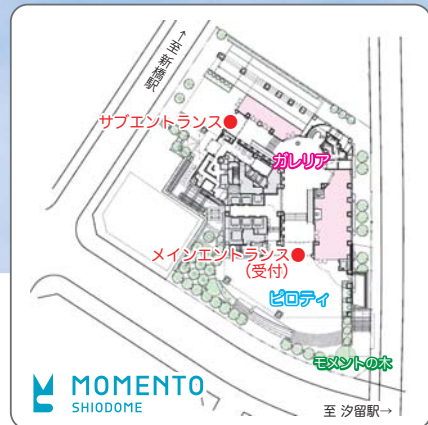 ←至 新橋駅
サブエントランス
ガレリア
メインエントランス
(受付)
ピロティ
モメントの木
MOMENTO
SHIODOME
至 汐留駅→